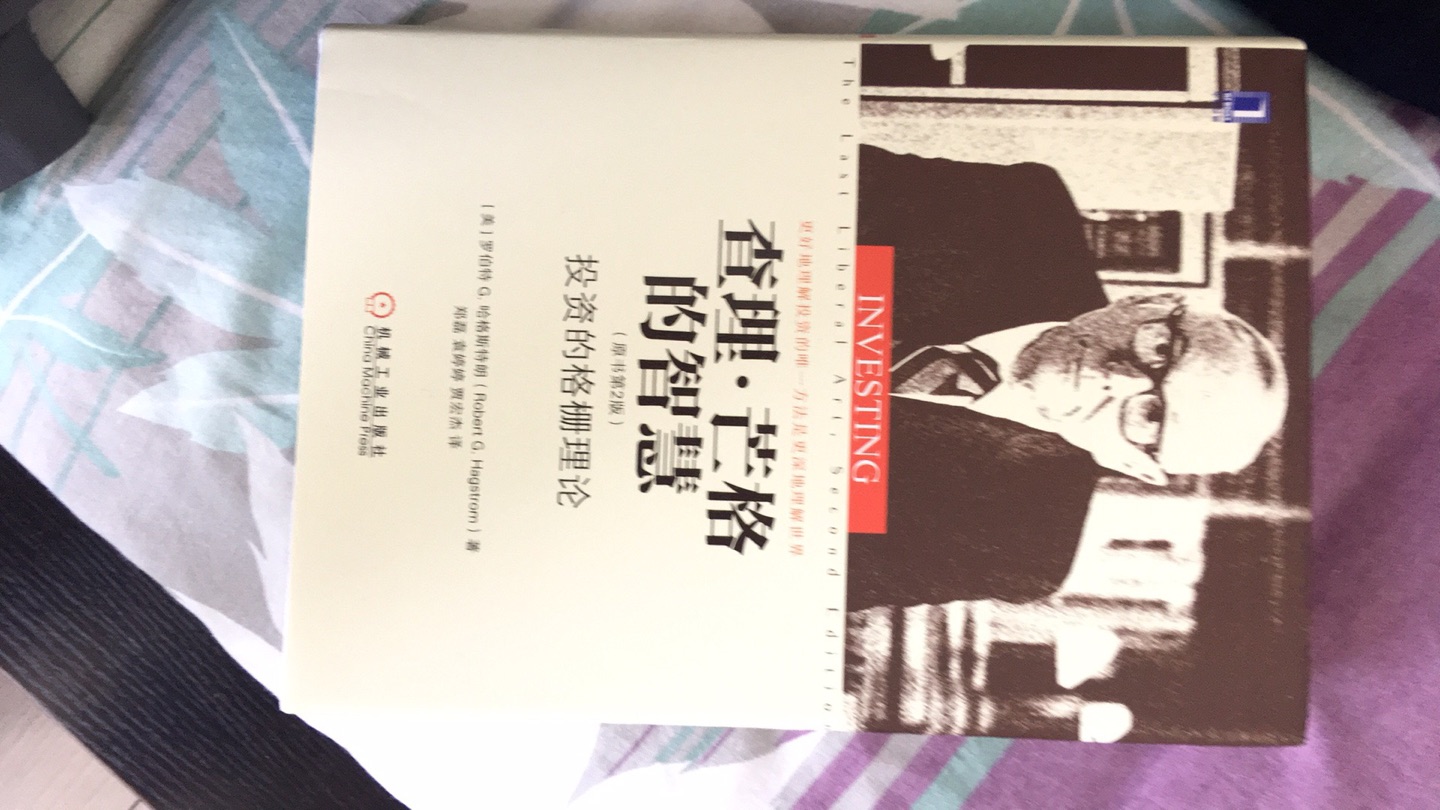 INVESTING
The Last Liberal Art, Second Edition
更好地理解投资的唯一方法是更深地理解世界
查理·芒格
的智慧
(原书第2版)
投资的格栅理论
[美] 罗伯特 G. 哈格斯特朗 ( Robert G. Hagstrom ) 著
郑磊 袁婷婷 贾宏杰 译
机械工业出版社
China Machine Press